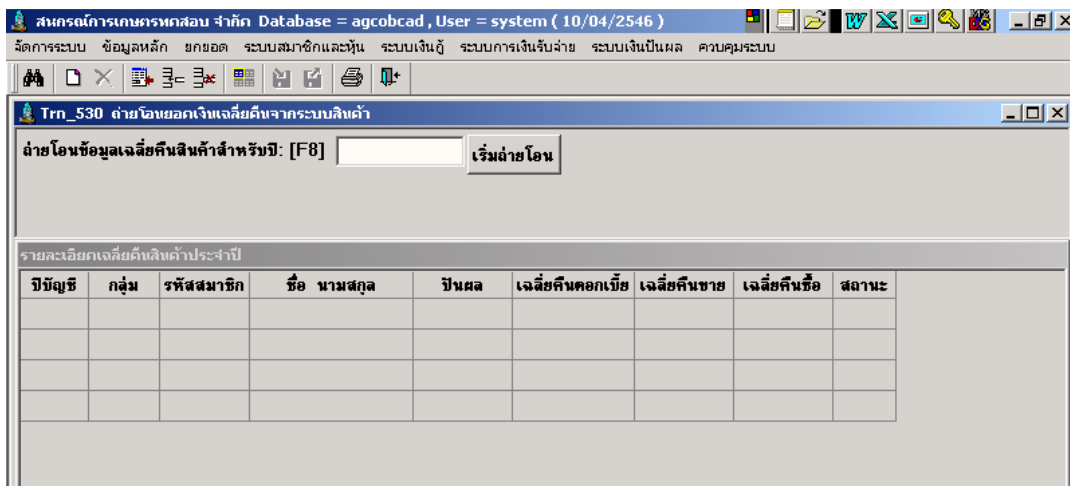 สหกรณ์การเกษตรทดสอบ จำกัด Database = agcobcad , User = system ( 10/04/2546 )
จัดการระบบ ข้อมูลหลัก ยกยอด ระบบสมาชิกและหุ้น ระบบเงินกู้ ระบบการเงินรับจ่าย ระบบเงินปันผล ควบคุมระบบ
Trn_530 ถ่ายโอนยอดเงินเฉลี่ยคืนจากระบบสินค้า
ถ่ายโอนข้อมูลเฉลี่ยคืนสินค้าสำหรับปี: [F8] เริ่มถ่ายโอน
รายละเอียดเฉลี่ยคืนสินค้าประจำปี
ปีบัญชี กลุ่ม รหัสสมาชิก ชื่อ นามสกุล ปันผล เฉลี่ยคืนดอกเบี้ย เฉลี่ยคืนขาย เฉลี่ยคืนซื้อ สถานะ